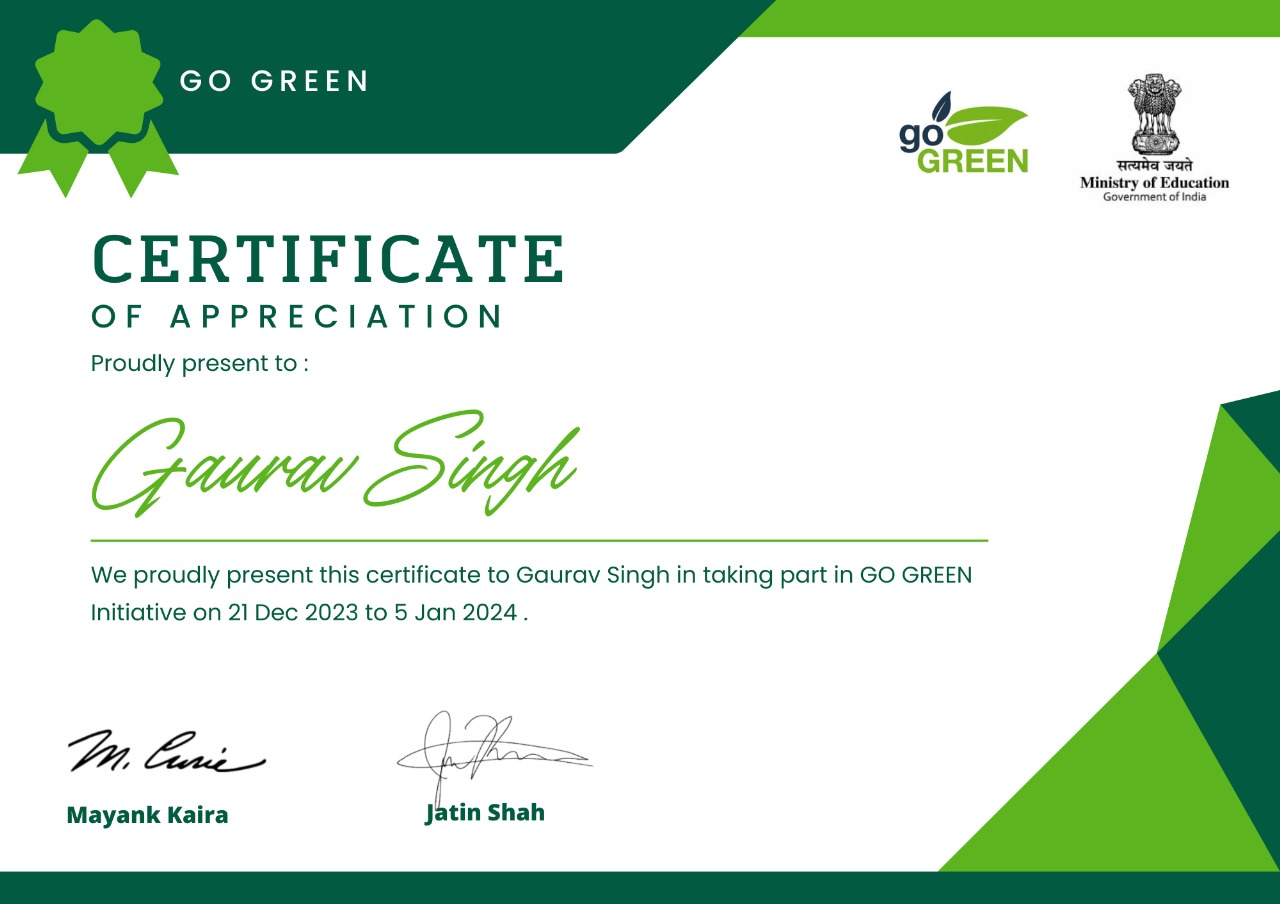 GO GREEN
go
GREEN
सत्यमेव जयते
Ministry of Education
Government of India
CERTIFICATE
OF APPRECIATION
Proudly present to :
Gaurav Singh
We proudly present this certificate to Gaurav Singh in taking part in GO GREEN
Initiative on 21 Dec 2023 to 5 Jan 2024 .
M. Curie
Mayank Kaira
Jatin Shah